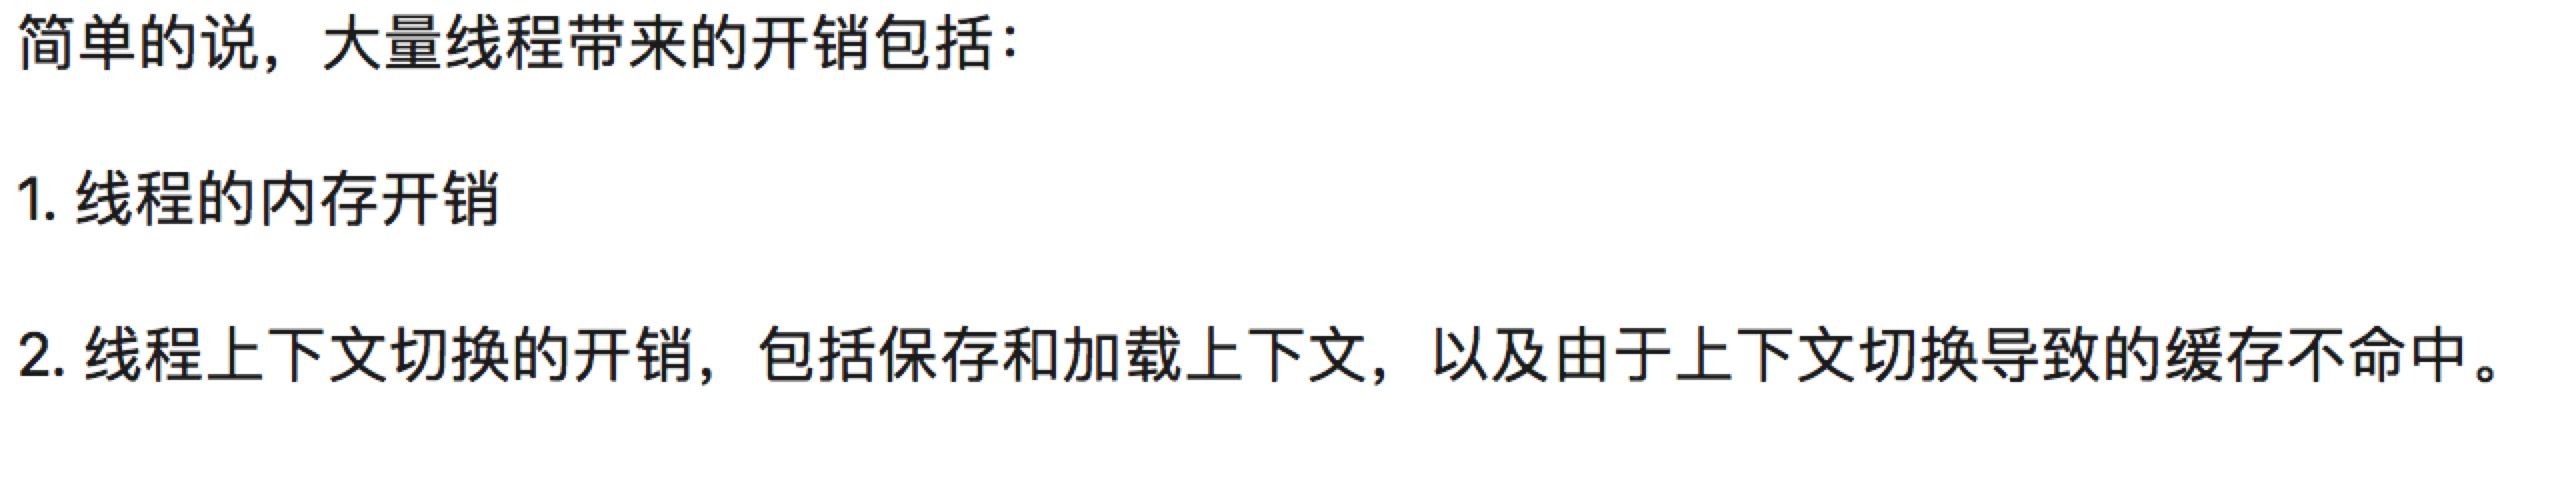 简单的说，大量线程带来的开销包括：
1. 线程的内存开销
2. 线程上下文切换的开销，包括保存和加载上下文，以及由于上下文切换导致的缓存不命中。